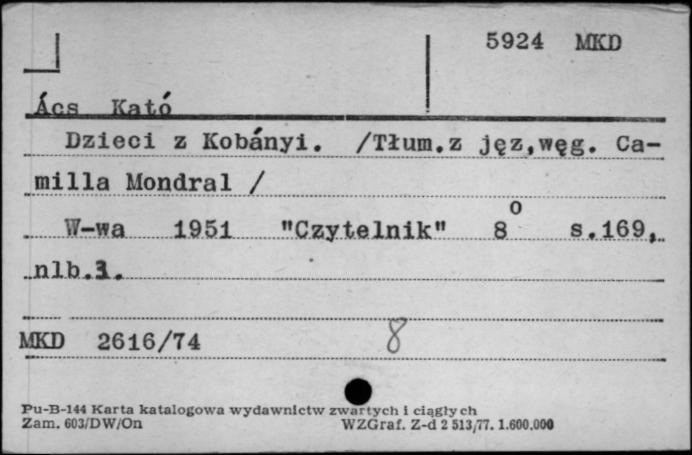 5924 MKD
Ács Kató
Dzieci z Kobányi. /Tłum.z jęz,węg. Ca-
milla Mondral /
W-wa 1951 "Czytelnik" 8° s.169,
nlb.3.
MKD 2616/74 8
Pu-B-144 Karta katalogowa wydawnictw zwartych i ciągłych
Zam. 603/DW/On WZGraf. Z-d 2 513/77. 1.600.000